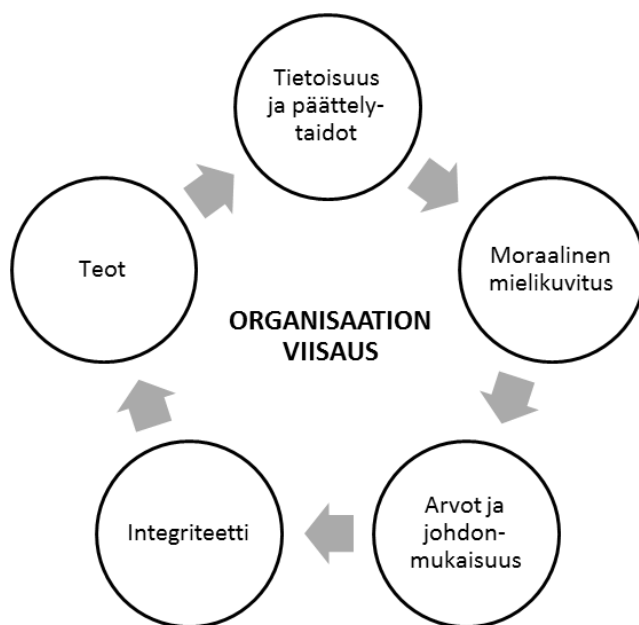 Tietoisuus
ja päättely-
taidot
Moraalinen
mielikuvitus
Teot
ORGANISAATION
VIISAUS
Arvot ja
johdon-
mukaisuus
Integriteetti